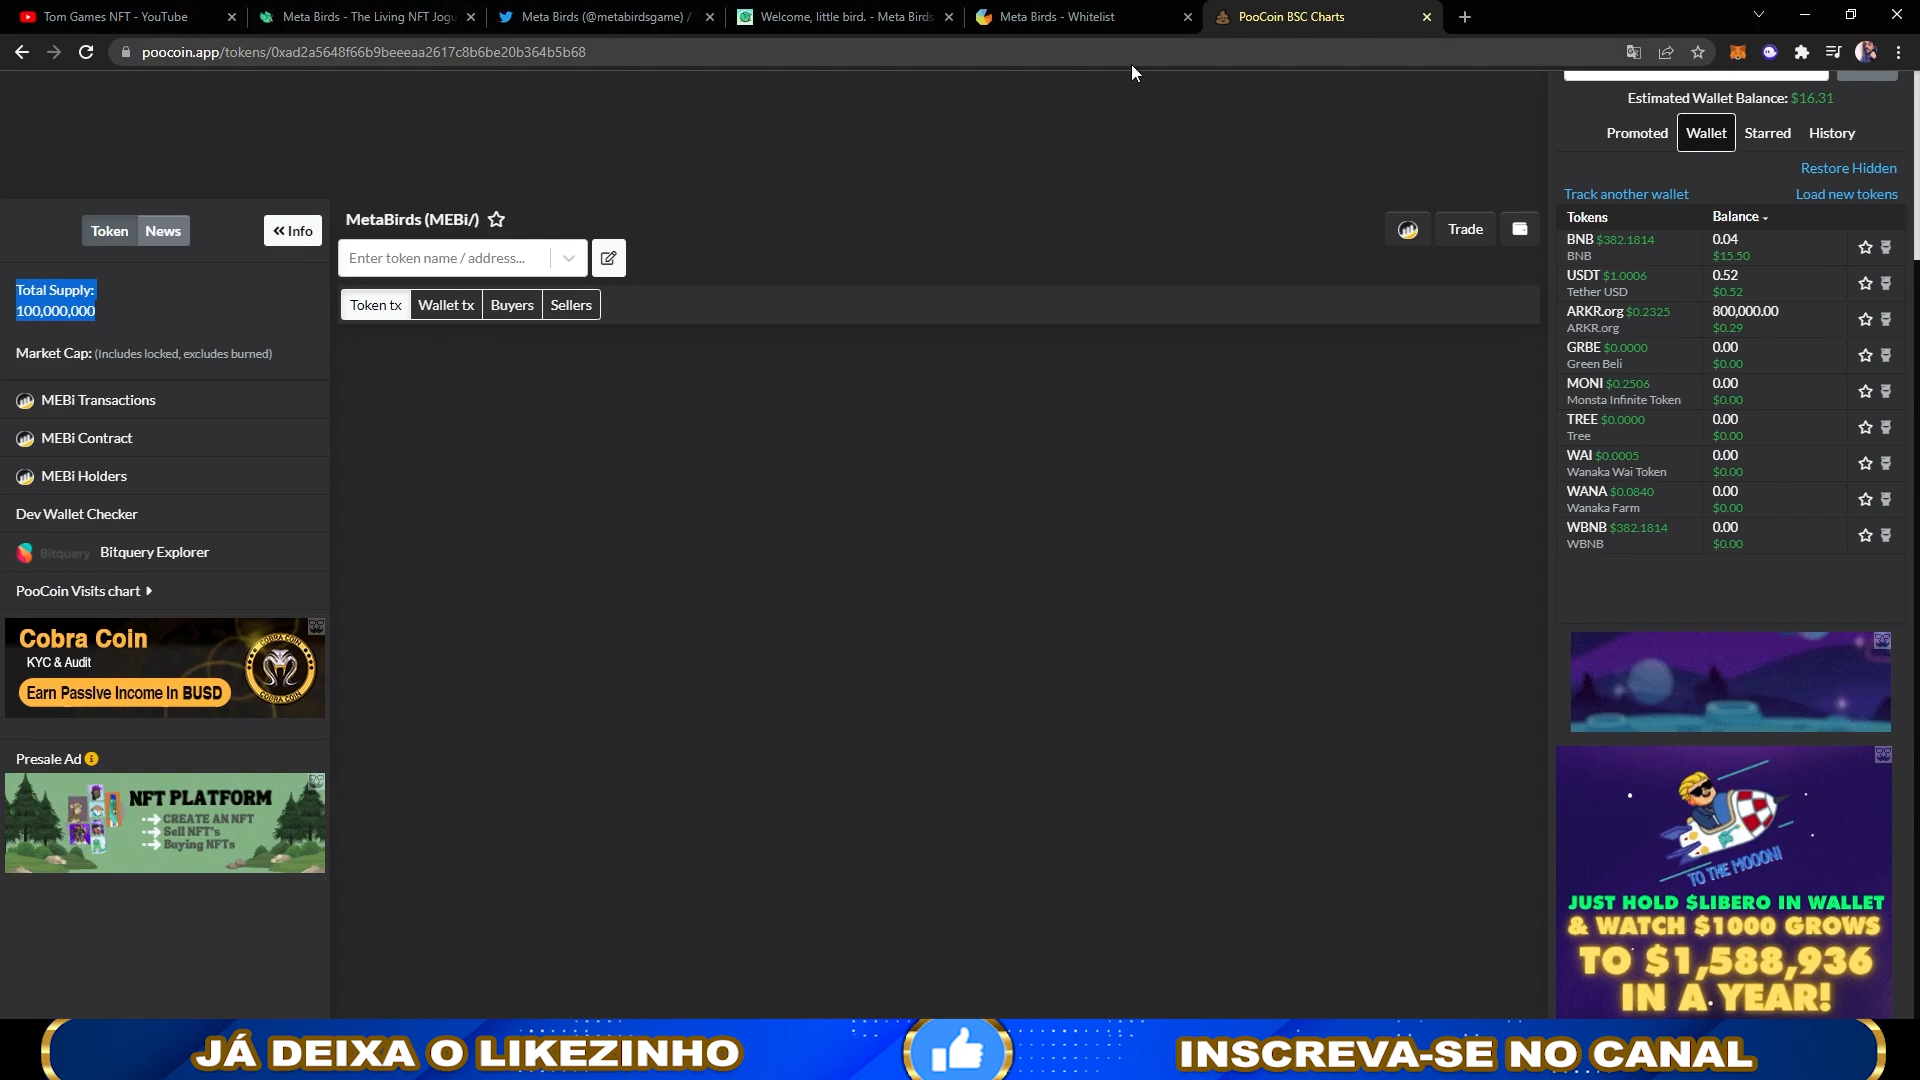 Tom Games NFT - YouTube
Meta Birds - The Living NFT Jogu
Meta Birds (@metabirdsgame) /
Welcome, little bird. - Meta Birds
Meta Birds - Whitelist
PooCoin BSC Charts
poocoin.app/tokens/0xad2a5648f66b9beeeaa2617c8b6be20b364b5b68
Estimated Wallet Balance: $16.31
Promoted Wallet Starred History
Restore Hidden
Track another wallet Load new tokens
Tokens Balance
BNB $382.1814 0.04
BNB $15.50
USDT $1.0006 0.52
Tether USD $0.52
ARKR.org $0.2325 800,000.00
ARKR.org $0.29
GRBE $0.0000 0.00
Green Beli $0.00
MONI $0.2506 0.00
Monsta Infinite Token $0.00
TREE $0.0000 0.00
Tree $0.00
WAI $0.0005 0.00
Wanaka Wai Token $0.00
WANA $0.0840 0.00
Wanaka Farm $0.00
WBNB $382.1814 0.00
WBNB $0.00
Token News
Info
Total Supply:
100,000,000
Market Cap: (Includes locked, excludes burned)
MEBi Transactions
MEBi Contract
MEBi Holders
Dev Wallet Checker
Bitquery Bitquery Explorer
PooCoin Visits chart
Cobra Coin
KYC & Audit
Earn Passive Income in BUSD
COBRA COIN
COBRA COIN
Presale Ad
NFT PLATFORM
CREATE AN NFT
Sell NFT's
Buying NFTs
MetaBirds (MEBi/)
Trade
Enter token name / address...
Token tx Wallet tx Buyers Sellers
TO THE MOOON!
JUST HOLD $LIBERO IN WALLET
& WATCH $1000 GROWS
TO $1,588,936
IN A YEAR!
JÁ DEIXA O LIKEZINHO
INSCREVA-SE NO CANAL